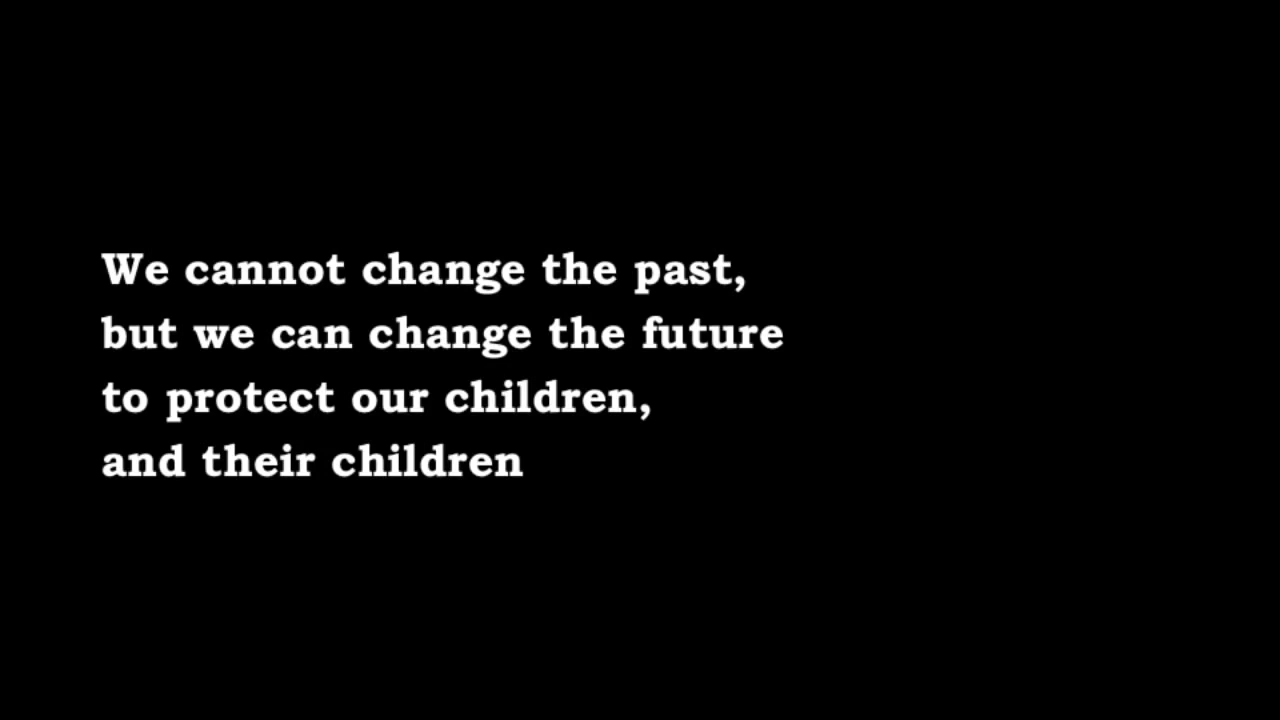 We cannot change the past,
but we can change the future
to protect our children,
and their children